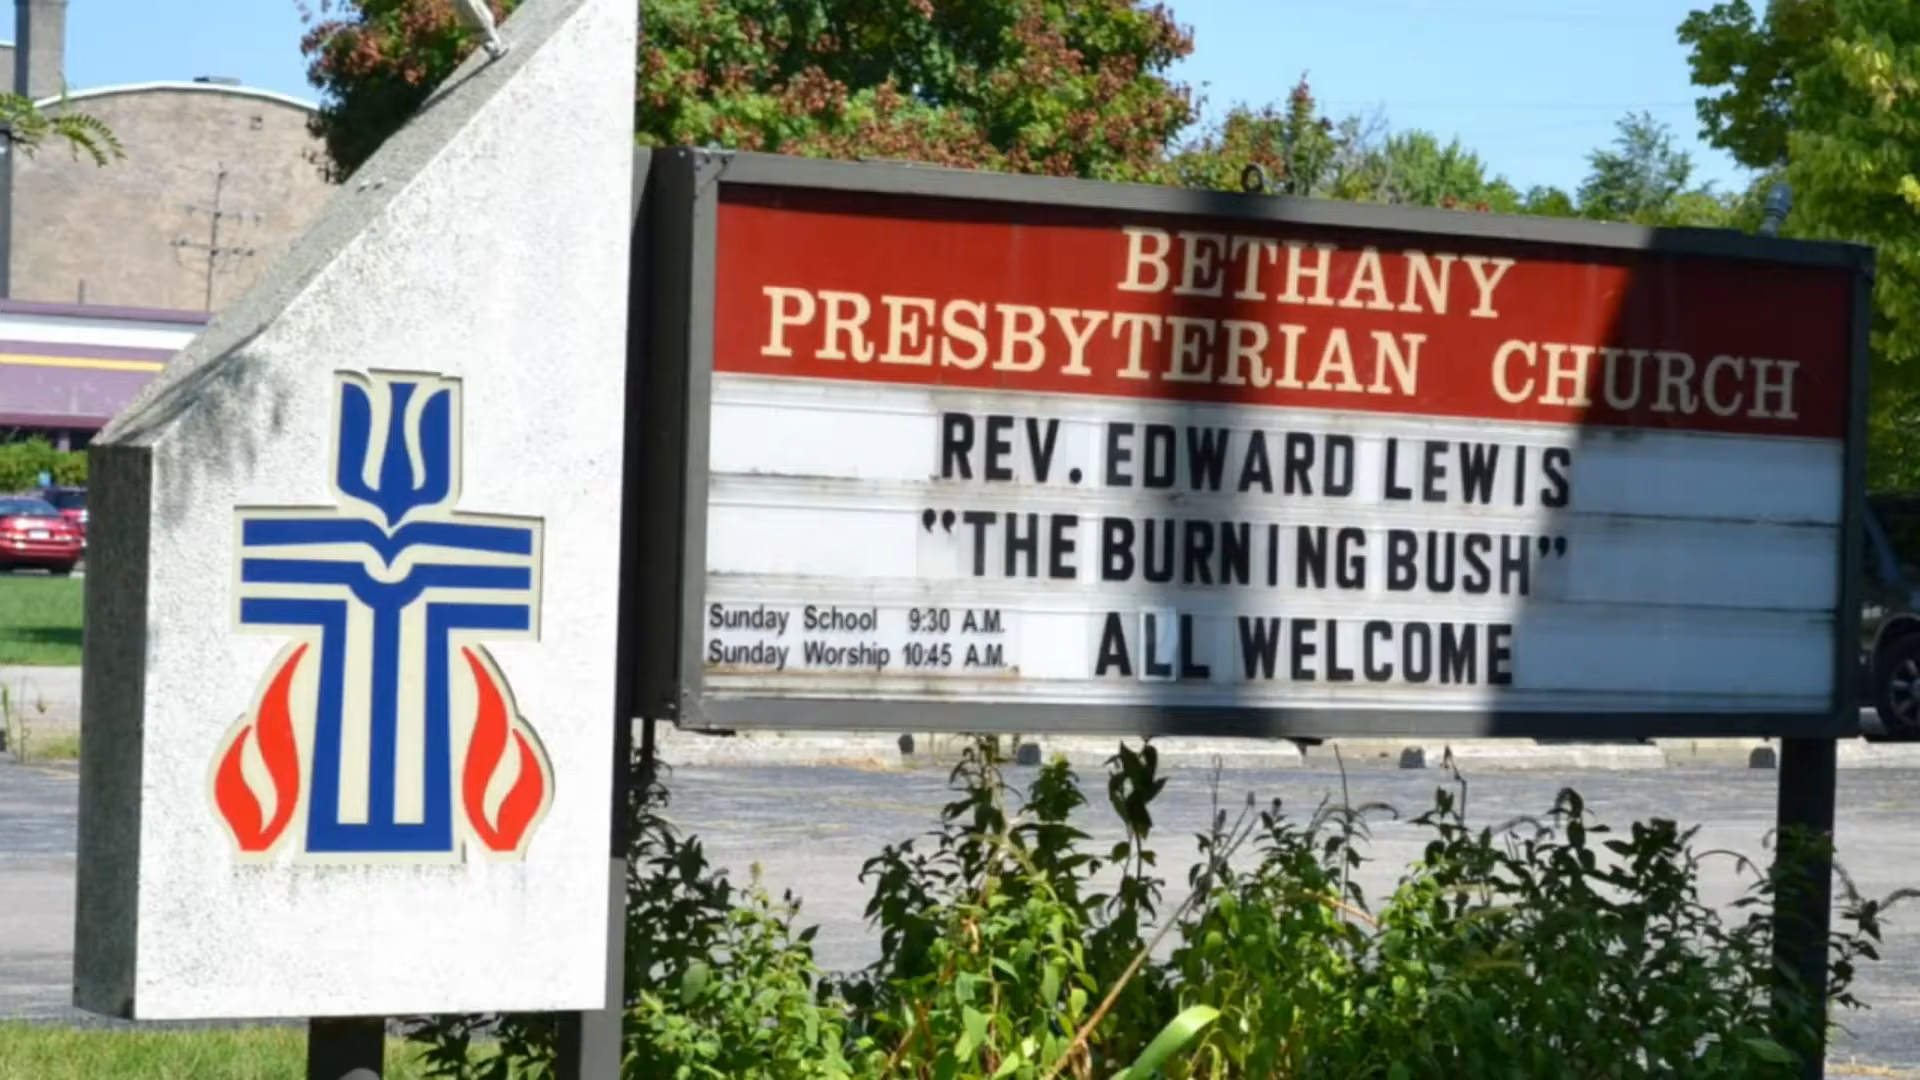 BETHANY
PRESBYTERIAN CHURCH
REV. EDWARD LEWIS
"THE BURNING BUSH"
Sunday School 9:30 A.M.
Sunday Worship 10:45 A.M.
ALL WELCOME